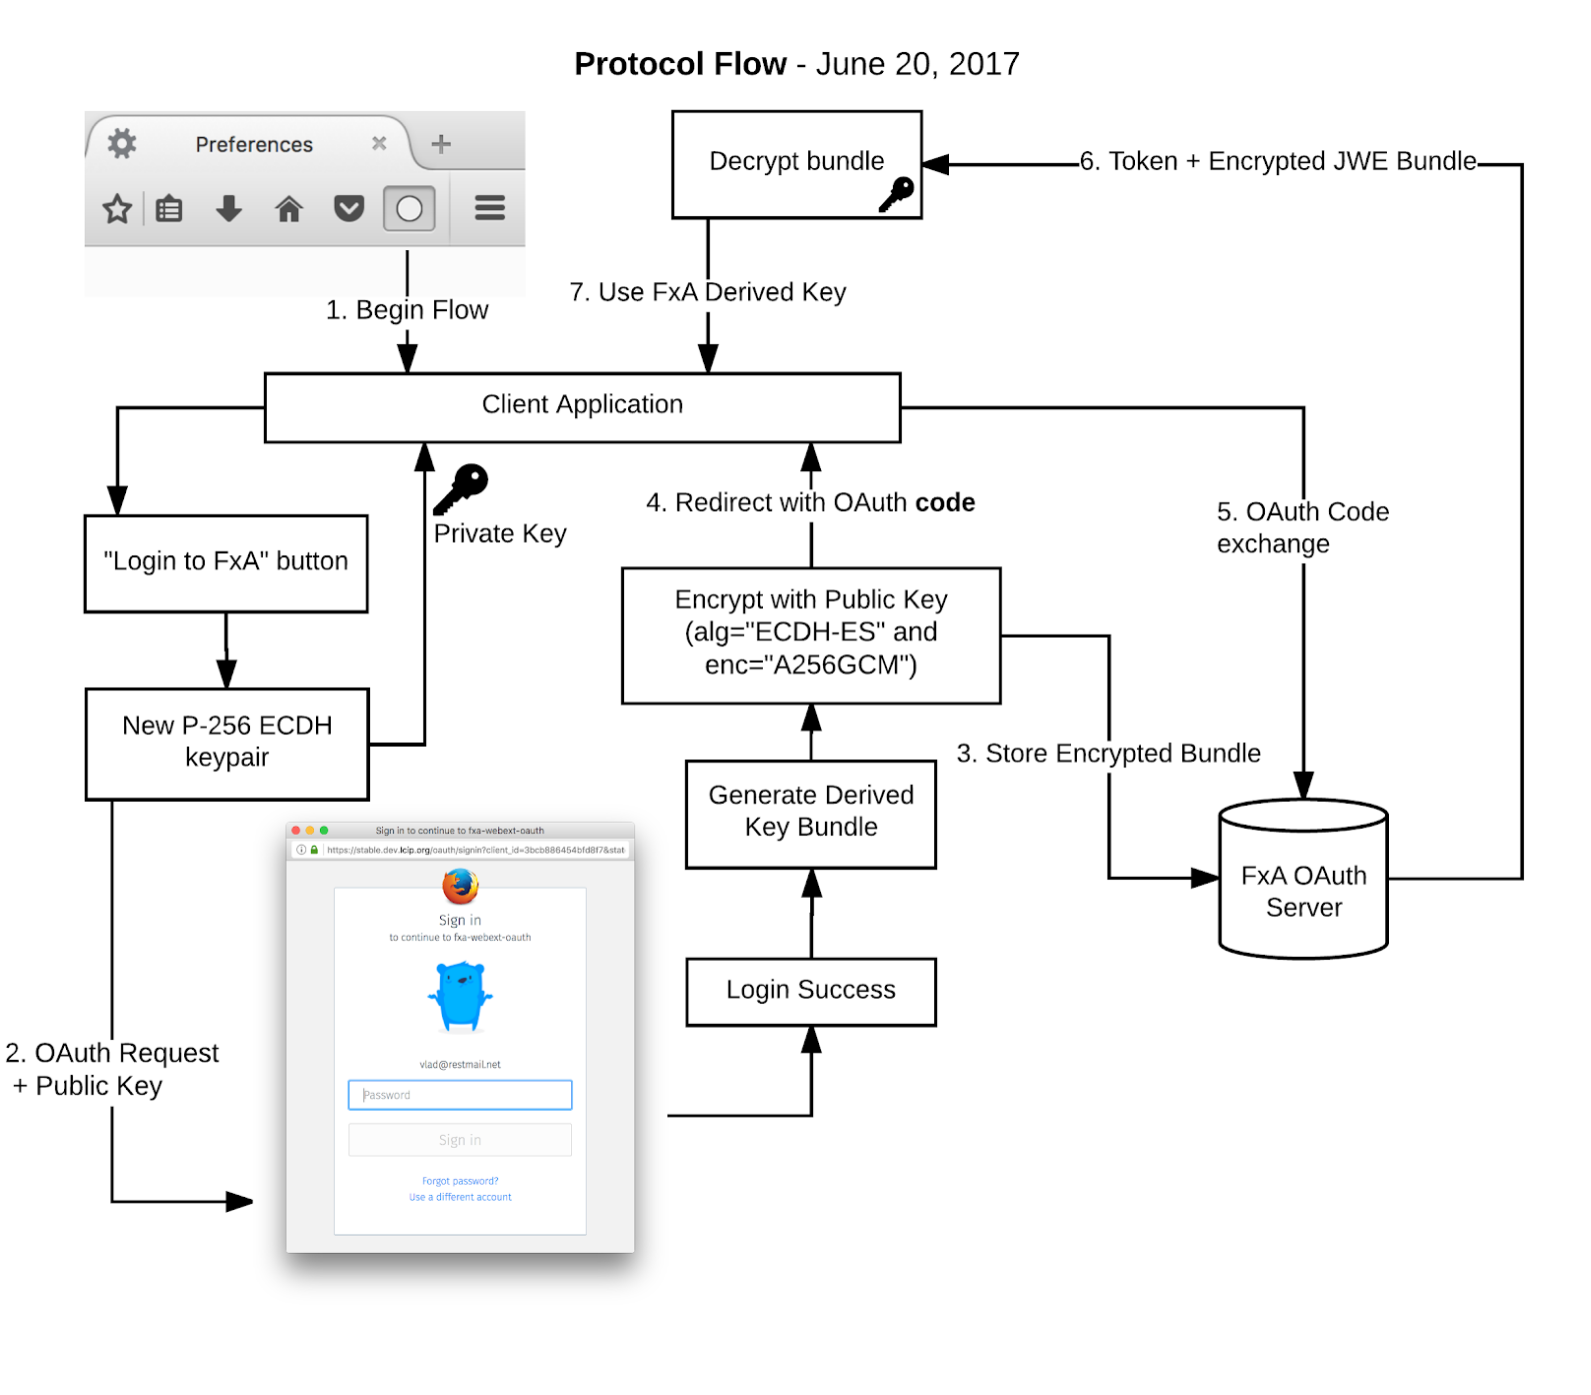 Protocol Flow - June 20, 2017
Preferences
Decrypt bundle
6. Token + Encrypted JWE Bundle
1. Begin Flow
7. Use FxA Derived Key
Client Application
Private Key
4. Redirect with OAuth code
5. OAuth Code
exchange
"Login to FxA" button
Encrypt with Public Key
(alg="ECDH-ES" and
enc="A256GCM")
New P-256 ECDH
keypair
3. Store Encrypted Bundle
Generate Derived
Key Bundle
FxA OAuth
Server
Login Success
2. OAuth Request
+ Public Key
Sign in to continue to fxa-webext-oauth
https://stable.dev.lcip.org/oauth/signin?client_id=3bcb886454bfd8f7&stat
Sign in
to continue to fxa-webext-oauth
vlad@restmail.net
Password
Sign in
Forgot password?
Use a different account